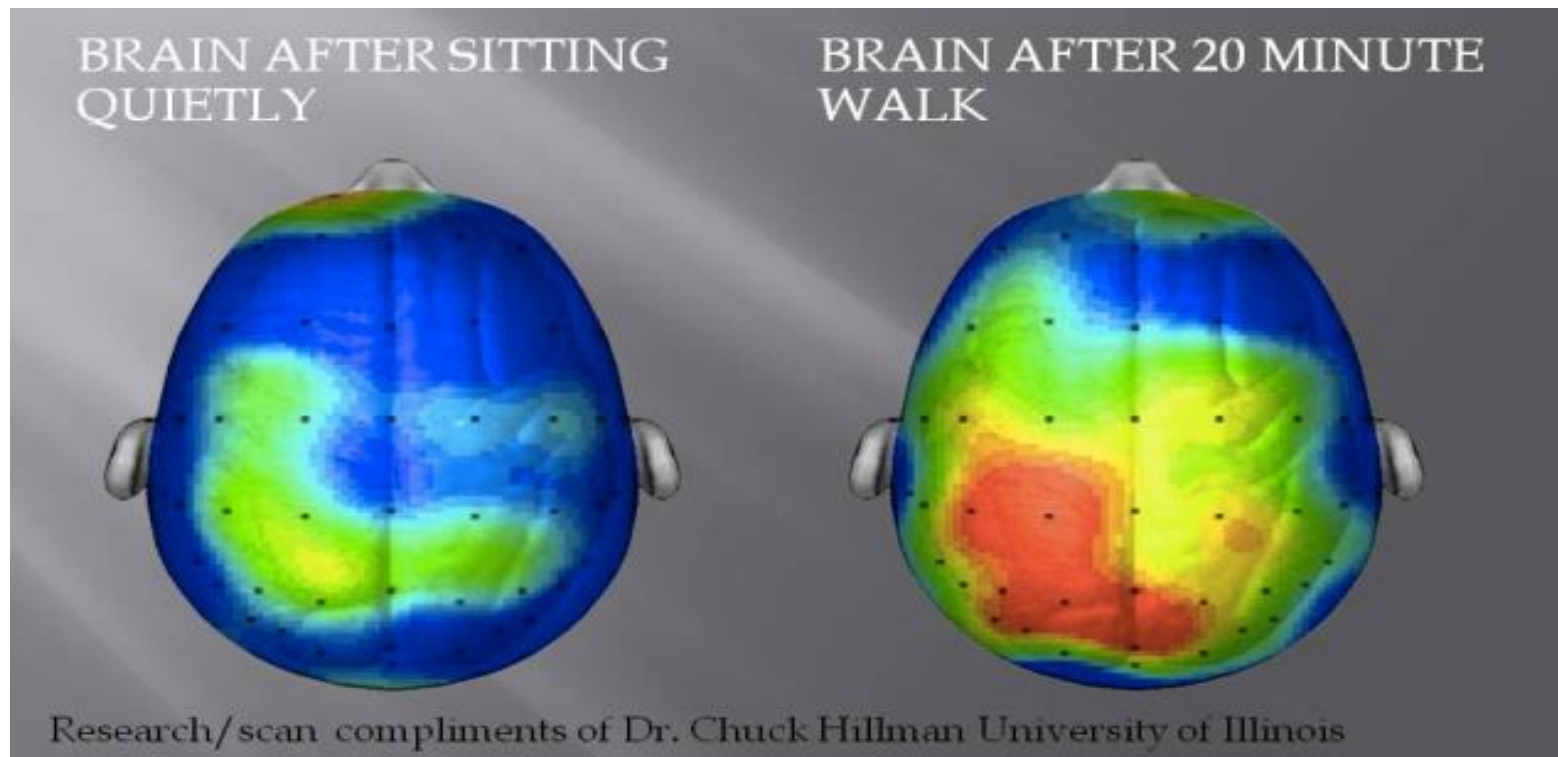 BRAIN AFTER SITTING
QUIETLY
BRAIN AFTER 20 MINUTE
WALK
Research/scan compliments of Dr. Chuck Hillman University of Illinois